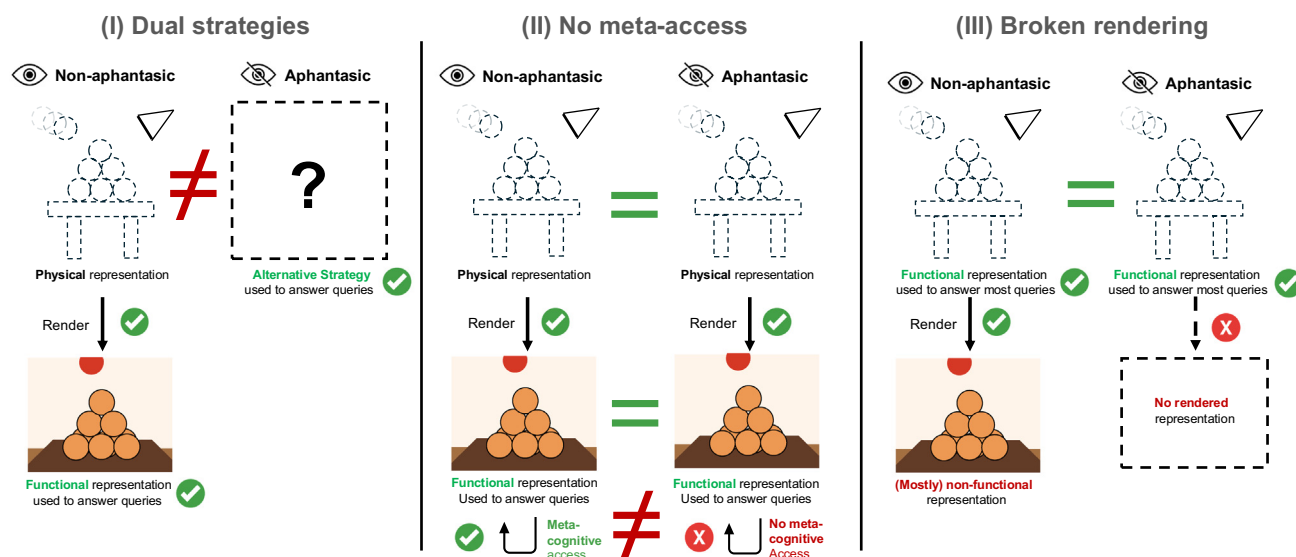 (I) Dual strategies
Non-aphantasic
Aphantasic
?
≠
Physical representation
Alternative Strategy
used to answer queries
Render
Functional representation
used to answer queries
(II) No meta-access
Non-aphantasic
Aphantasic
=
Physical representation
Physical representation
Render
Render
=
Functional representation
Used to answer queries
Functional representation
Used to answer queries
≠
Meta-
cognitive
access
X
No meta-
cognitive
Access
(III) Broken rendering
Non-aphantasic
Aphantasic
=
Functional representation
used to answer most queries
Functional representation
used to answer most queries
Render
X
No rendered
representation
(Mostly) non-functional
representation